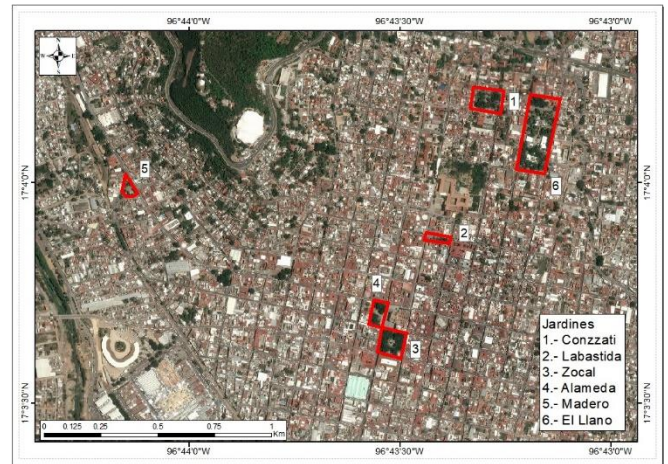 96°44'0"W 96°43'30"W 96°43'0"W
N
W E
S
1
6
5
17°4'0"N 17°4'0"N
2
4
3
Jardines
1.- Conzzati
2.- Labastida
3.- Zocal
4.- Alameda
5.- Madero
6.- El Llano
17°3'30"N 17°3'30"N
0 0.125 0.25 0.5 0.75 1
Km
96°44'0"W 96°43'30"W 96°43'0"W